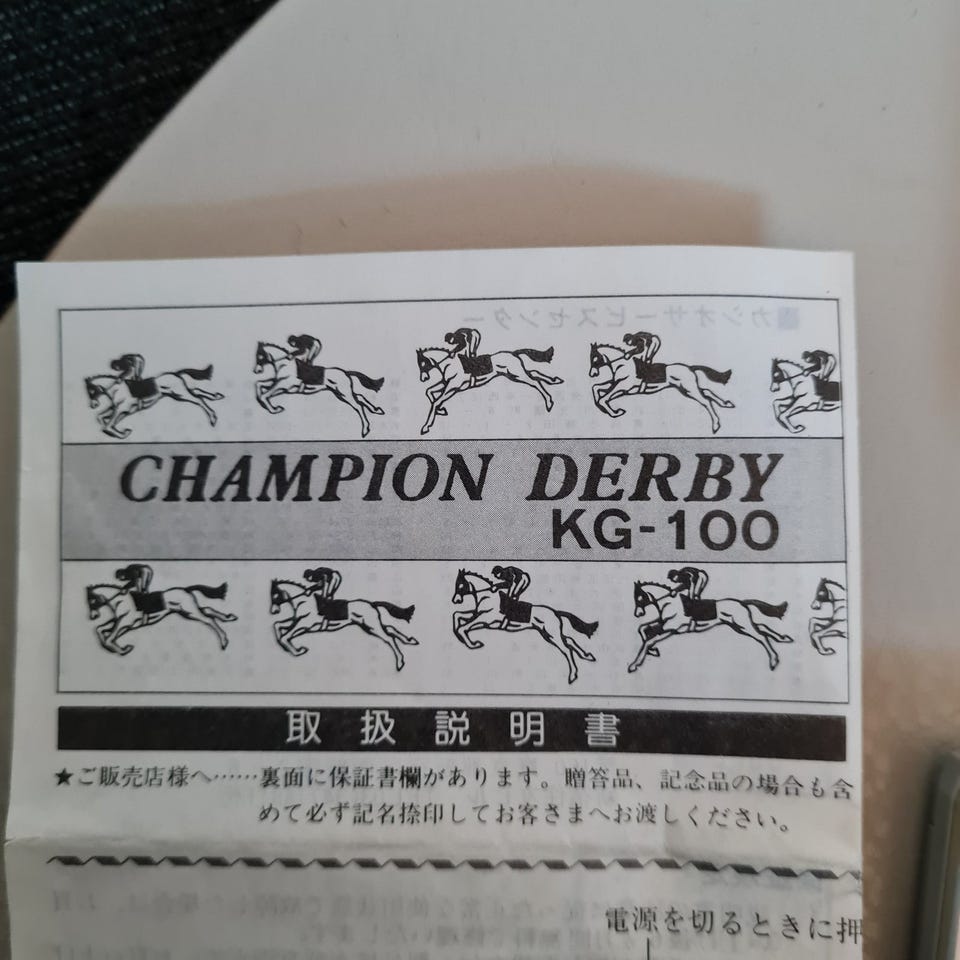 CHAMPION DERBY
KG-100
取扱説明書
★ご販売店様へ……裏面に保証書欄があります。贈答品、記念品の場合も含
めて必ず記名捺印してお客さまへお渡しください。
電源を切るときに押